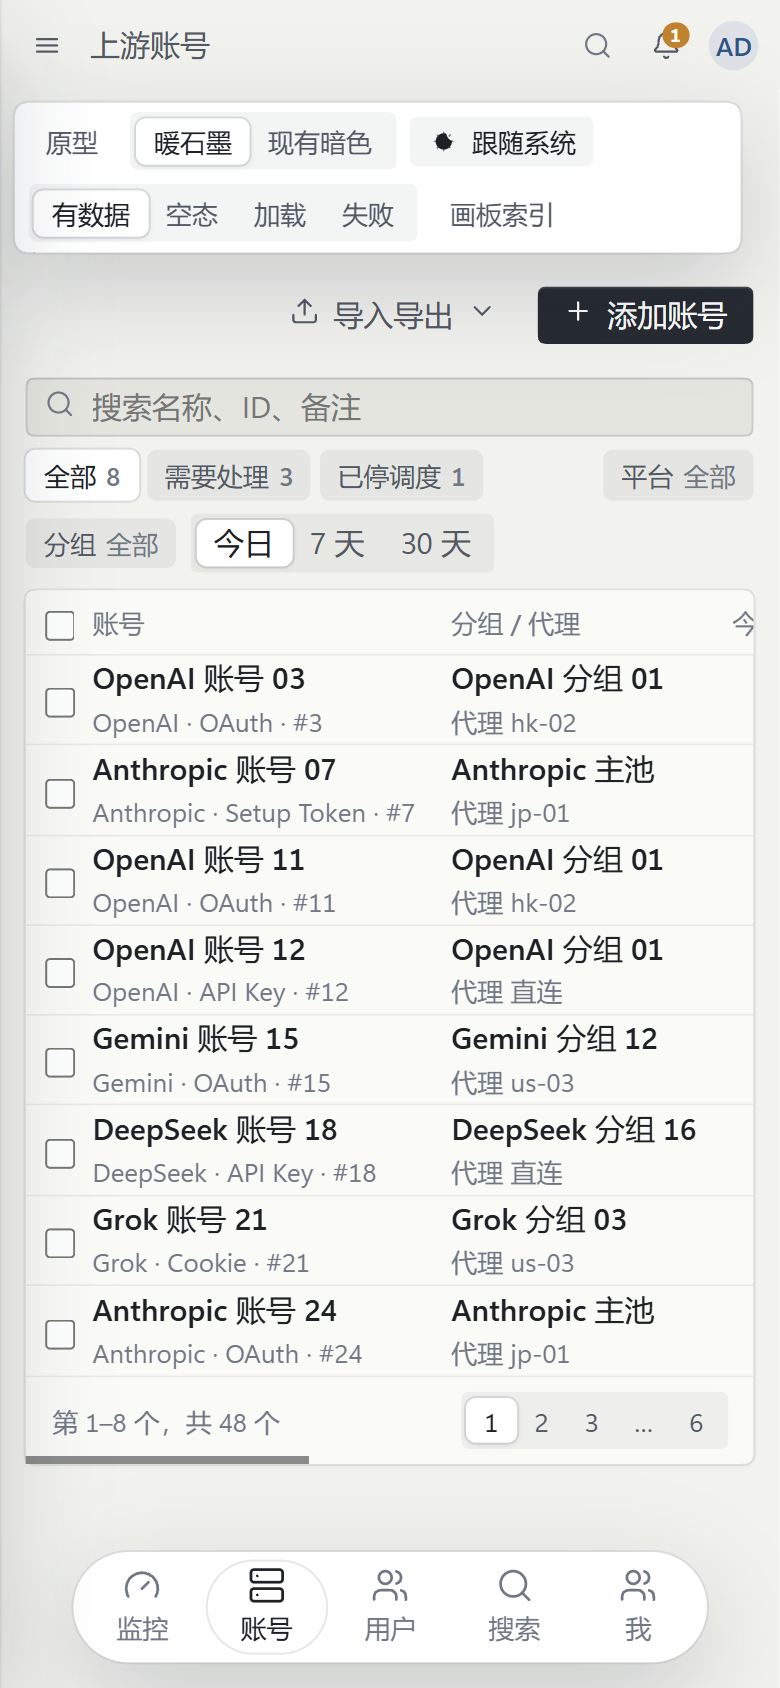 上游账号
1
AD
原型 暖石墨 现有暗色 跟随系统
有数据 空态 加载 失败 画板索引
导入导出 添加账号
搜索名称、ID、备注
全部 8 需要处理 3 已停调度 1 平台 全部
分组 全部 今日 7 天 30 天
账号 分组 / 代理 今
OpenAI 账号 03 OpenAI 分组 01
OpenAI · OAuth · #3 代理 hk-02
Anthropic 账号 07 Anthropic 主池
Anthropic · Setup Token · #7 代理 jp-01
OpenAI 账号 11 OpenAI 分组 01
OpenAI · OAuth · #11 代理 hk-02
OpenAI 账号 12 OpenAI 分组 01
OpenAI · API Key · #12 代理 直连
Gemini 账号 15 Gemini 分组 12
Gemini · OAuth · #15 代理 us-03
DeepSeek 账号 18 DeepSeek 分组 16
DeepSeek · API Key · #18 代理 直连
Grok 账号 21 Grok 分组 03
Grok · Cookie · #21 代理 us-03
Anthropic 账号 24 Anthropic 主池
Anthropic · OAuth · #24 代理 jp-01
第 1–8 个，共 48 个 1 2 3 ... 6
监控 账号 用户 搜索 我